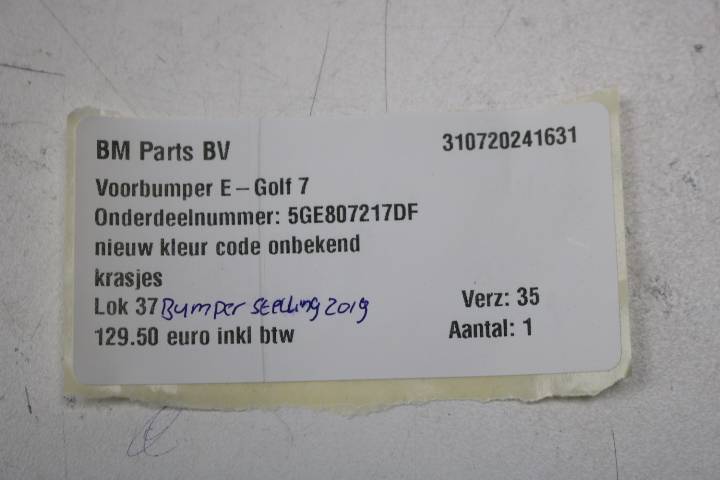 BM Parts BV 310720241631
Voorbumper E-Golf 7
Onderdeelnummer: 5GE807217DF
nieuw kleur code onbekend
krasjes
Lok 37 Bumper stelling 2019 Verz: 35
129.50 euro inkl btw Aantal: 1